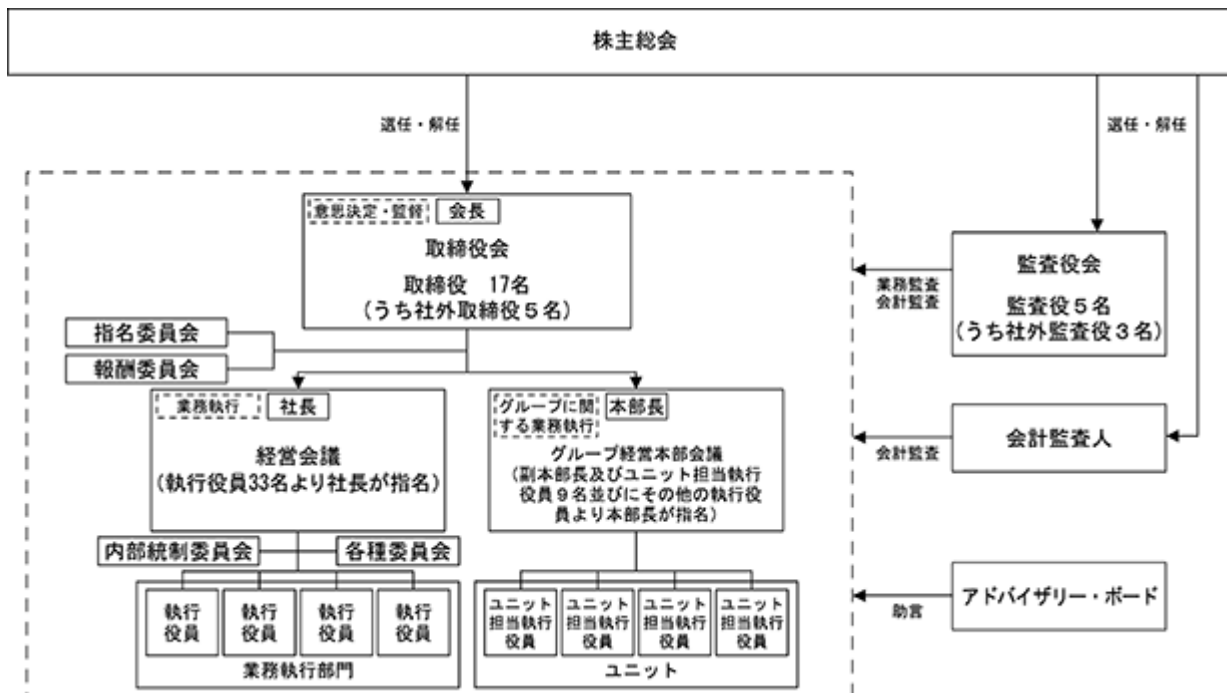 株主総会
選任・解任
選任・解任
意思決定・監督
会長
取締役会
取締役 17名
(うち社外取締役5名)
監査役会
監査役5名
(うち社外監査役3名)
業務監査
会計監査
指名委員会
報酬委員会
業務執行
社長
経営会議
(執行役員33名より社長が指名)
グループに関
する業務執行
本部長
グループ経営本部会議
(副本部長及びユニット担当執行
役員9名並びにその他の執行役
員より本部長が指名)
会計監査人
会計監査
内部統制委員会
各種委員会
執行
役員
執行
役員
執行
役員
執行
役員
業務執行部門
ユニット
担当執行
役員
ユニット
担当執行
役員
ユニット
担当執行
役員
ユニット
担当執行
役員
ユニット
アドバイザリー・ボード
助言